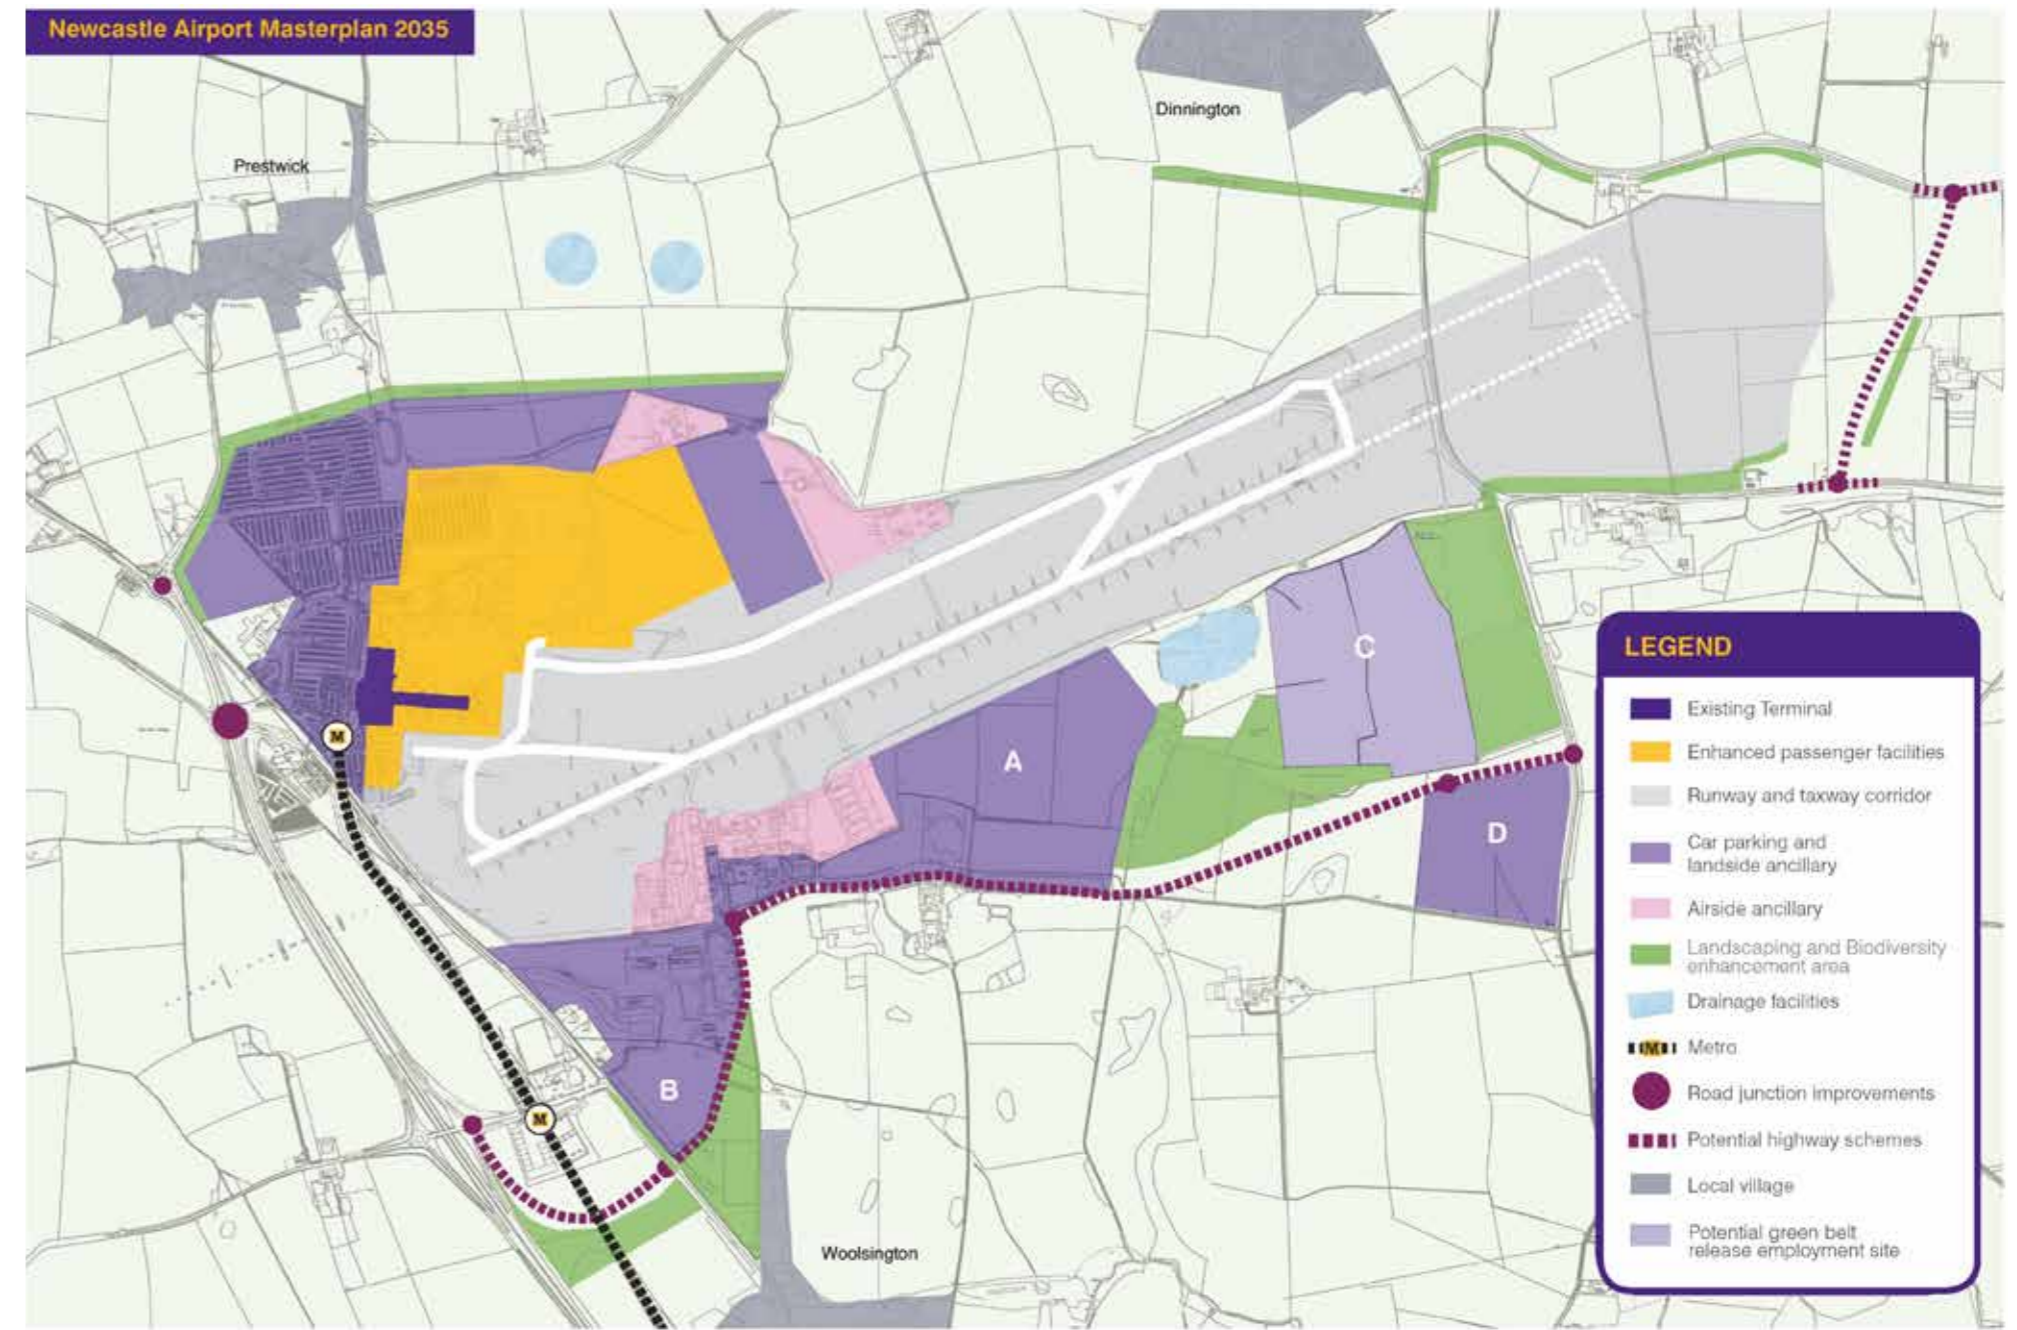 Newcastle Airport Masterplan 2035
Dinnington
Prestwick
C
A
D
B
M
M
Woolsington
LEGEND
Existing Terminal
Enhanced passenger facilities
Runway and taxway corridor
Car parking and
landside ancillary
Airside ancillary
Landscaping and Biodiversity
enhancement area
Drainage facilities
M
Metro
Road junction improvements
Potential highway schemes
Local village
Potential green belt
release employment site